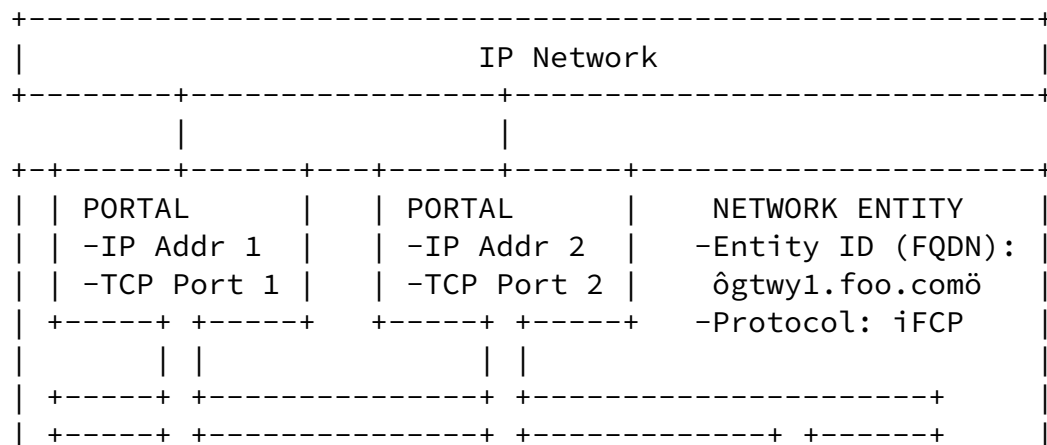 +--------------------------------------------------------+
|                         IP Network                     |
+--------+-----------------+-----------------------------+
         |                 |
+-+------+------+---+------+------+----------------------+
| | PORTAL      |   | PORTAL      |    NETWORK ENTITY    |
| | -IP Addr 1  |   | -IP Addr 2  |   -Entity ID (FQDN): |
| | -TCP Port 1 |   | -TCP Port 2 |    ôgtwy1.foo.comö   |
| +-----+ +-----+   +-----+ +-----+   -Protocol: iFCP    |
|       | |               | |                            |
| +-----+ +---------------+ +----------------------+     |
| +-----+ +---------------+ +-------------+ +------+     |